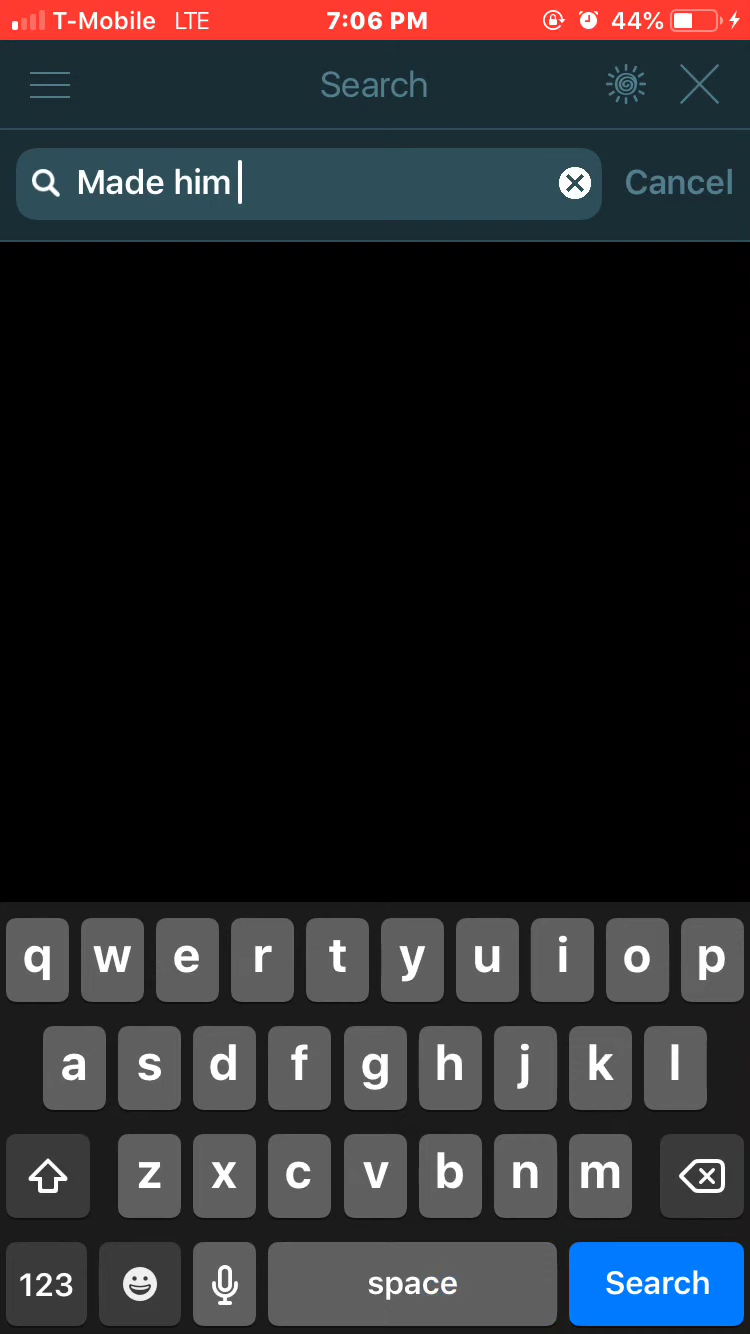 T-Mobile LTE 7:06 PM 44%
Search
Made him
Cancel
q w e r t y u i o p
a s d f g h j k l
z x c v b n m
123 space Search